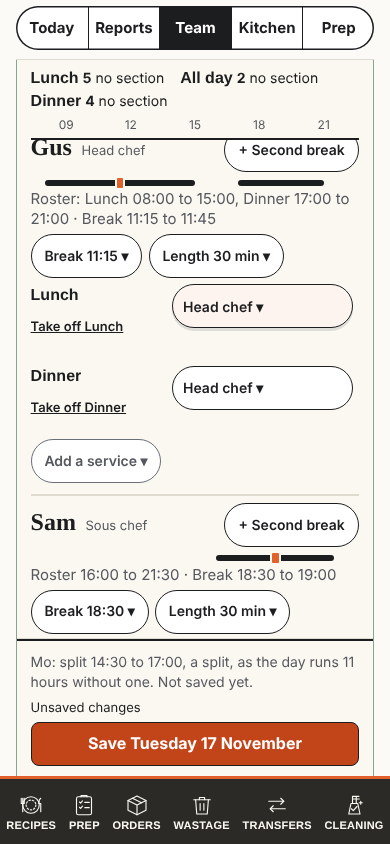 Today Reports Team Kitchen Prep
Lunch 5 no section All day 2 no section
Dinner 4 no section
09 12 15 18 21
Gus Head chef + Second break
Roster: Lunch 08:00 to 15:00, Dinner 17:00 to
21:00 · Break 11:15 to 11:45
Break 11:15 ▾ Length 30 min ▾
Lunch Head chef ▾
Take off Lunch
Dinner Head chef ▾
Take off Dinner
Add a service ▾
Sam Sous chef + Second break
Roster 16:00 to 21:30 · Break 18:30 to 19:00
Break 18:30 ▾ Length 30 min ▾
Mo: split 14:30 to 17:00, a split, as the day runs 11
hours without one. Not saved yet.
Unsaved changes
Save Tuesday 17 November
RECIPES PREP ORDERS WASTAGE TRANSFERS CLEANING